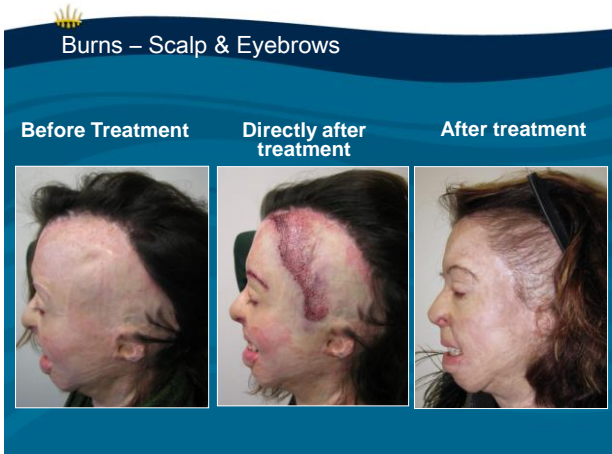 Burns – Scalp & Eyebrows
Before Treatment
Directly after
treatment
After treatment